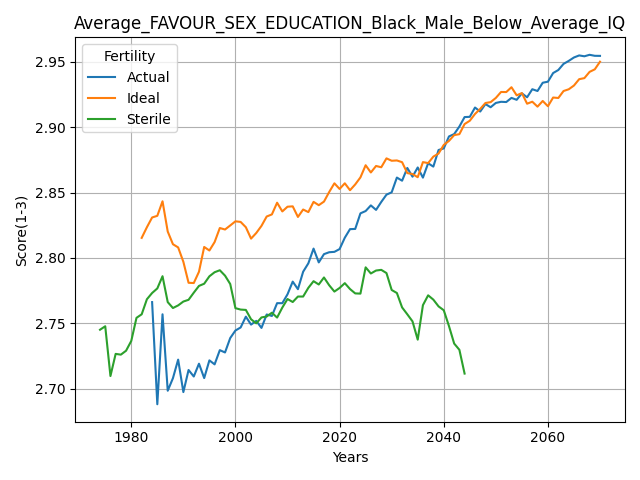 Average_FAVOUR_SEX_EDUCATION_Black_Male_Below_Average_IQ
Fertility
Actual
Ideal
Sterile
Score(1-3)
2.95
2.90
2.85
2.80
2.75
2.70
1980 2000 2020 2040 2060
Years